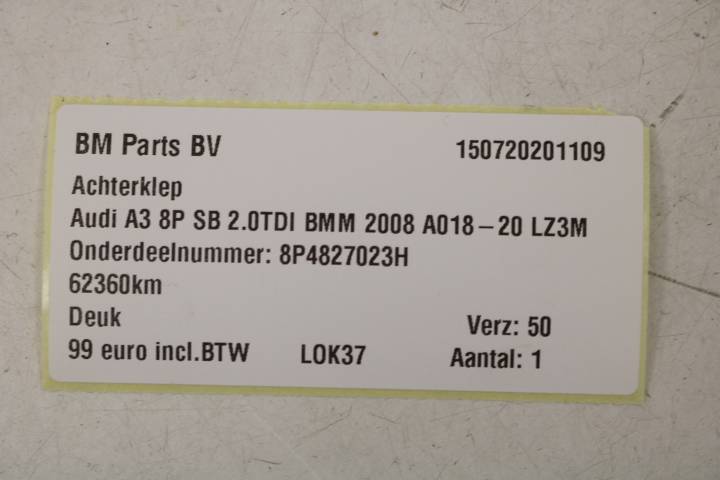 BM Parts BV 150720201109
Achterklep
Audi A3 8P SB 2.0TDI BMM 2008 A018-20 LZ3M
Onderdeelnummer: 8P4827023H
62360km
Deuk Verz: 50
99 euro incl.BTW LOK37 Aantal: 1